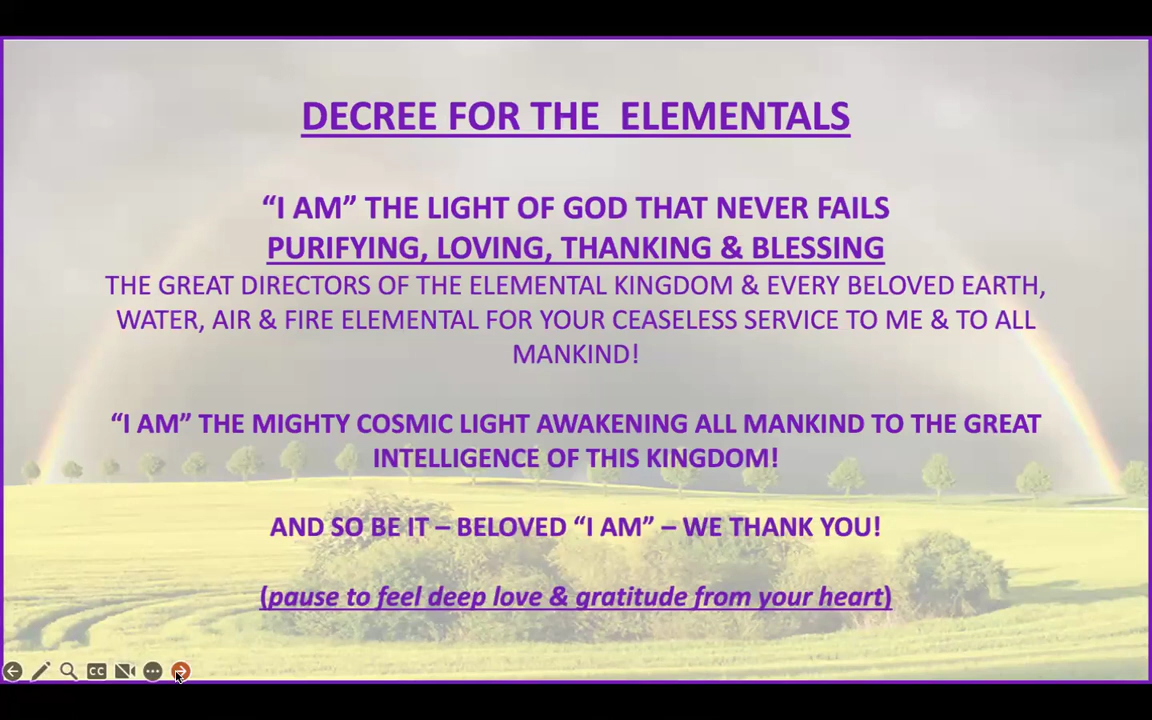 DECREE FOR THE ELEMENTALS
“I AM” THE LIGHT OF GOD THAT NEVER FAILS
PURIFYING, LOVING, THANKING & BLESSING
THE GREAT DIRECTORS OF THE ELEMENTAL KINGDOM & EVERY BELOVED EARTH,
WATER, AIR & FIRE ELEMENTAL FOR YOUR CEASELESS SERVICE TO ME & TO ALL
MANKIND!
“I AM” THE MIGHTY COSMIC LIGHT AWAKENING ALL MANKIND TO THE GREAT
INTELLIGENCE OF THIS KINGDOM!
AND SO BE IT – BELOVED “I AM” – WE THANK YOU!
(pause to feel deep love & gratitude from your heart)
CC